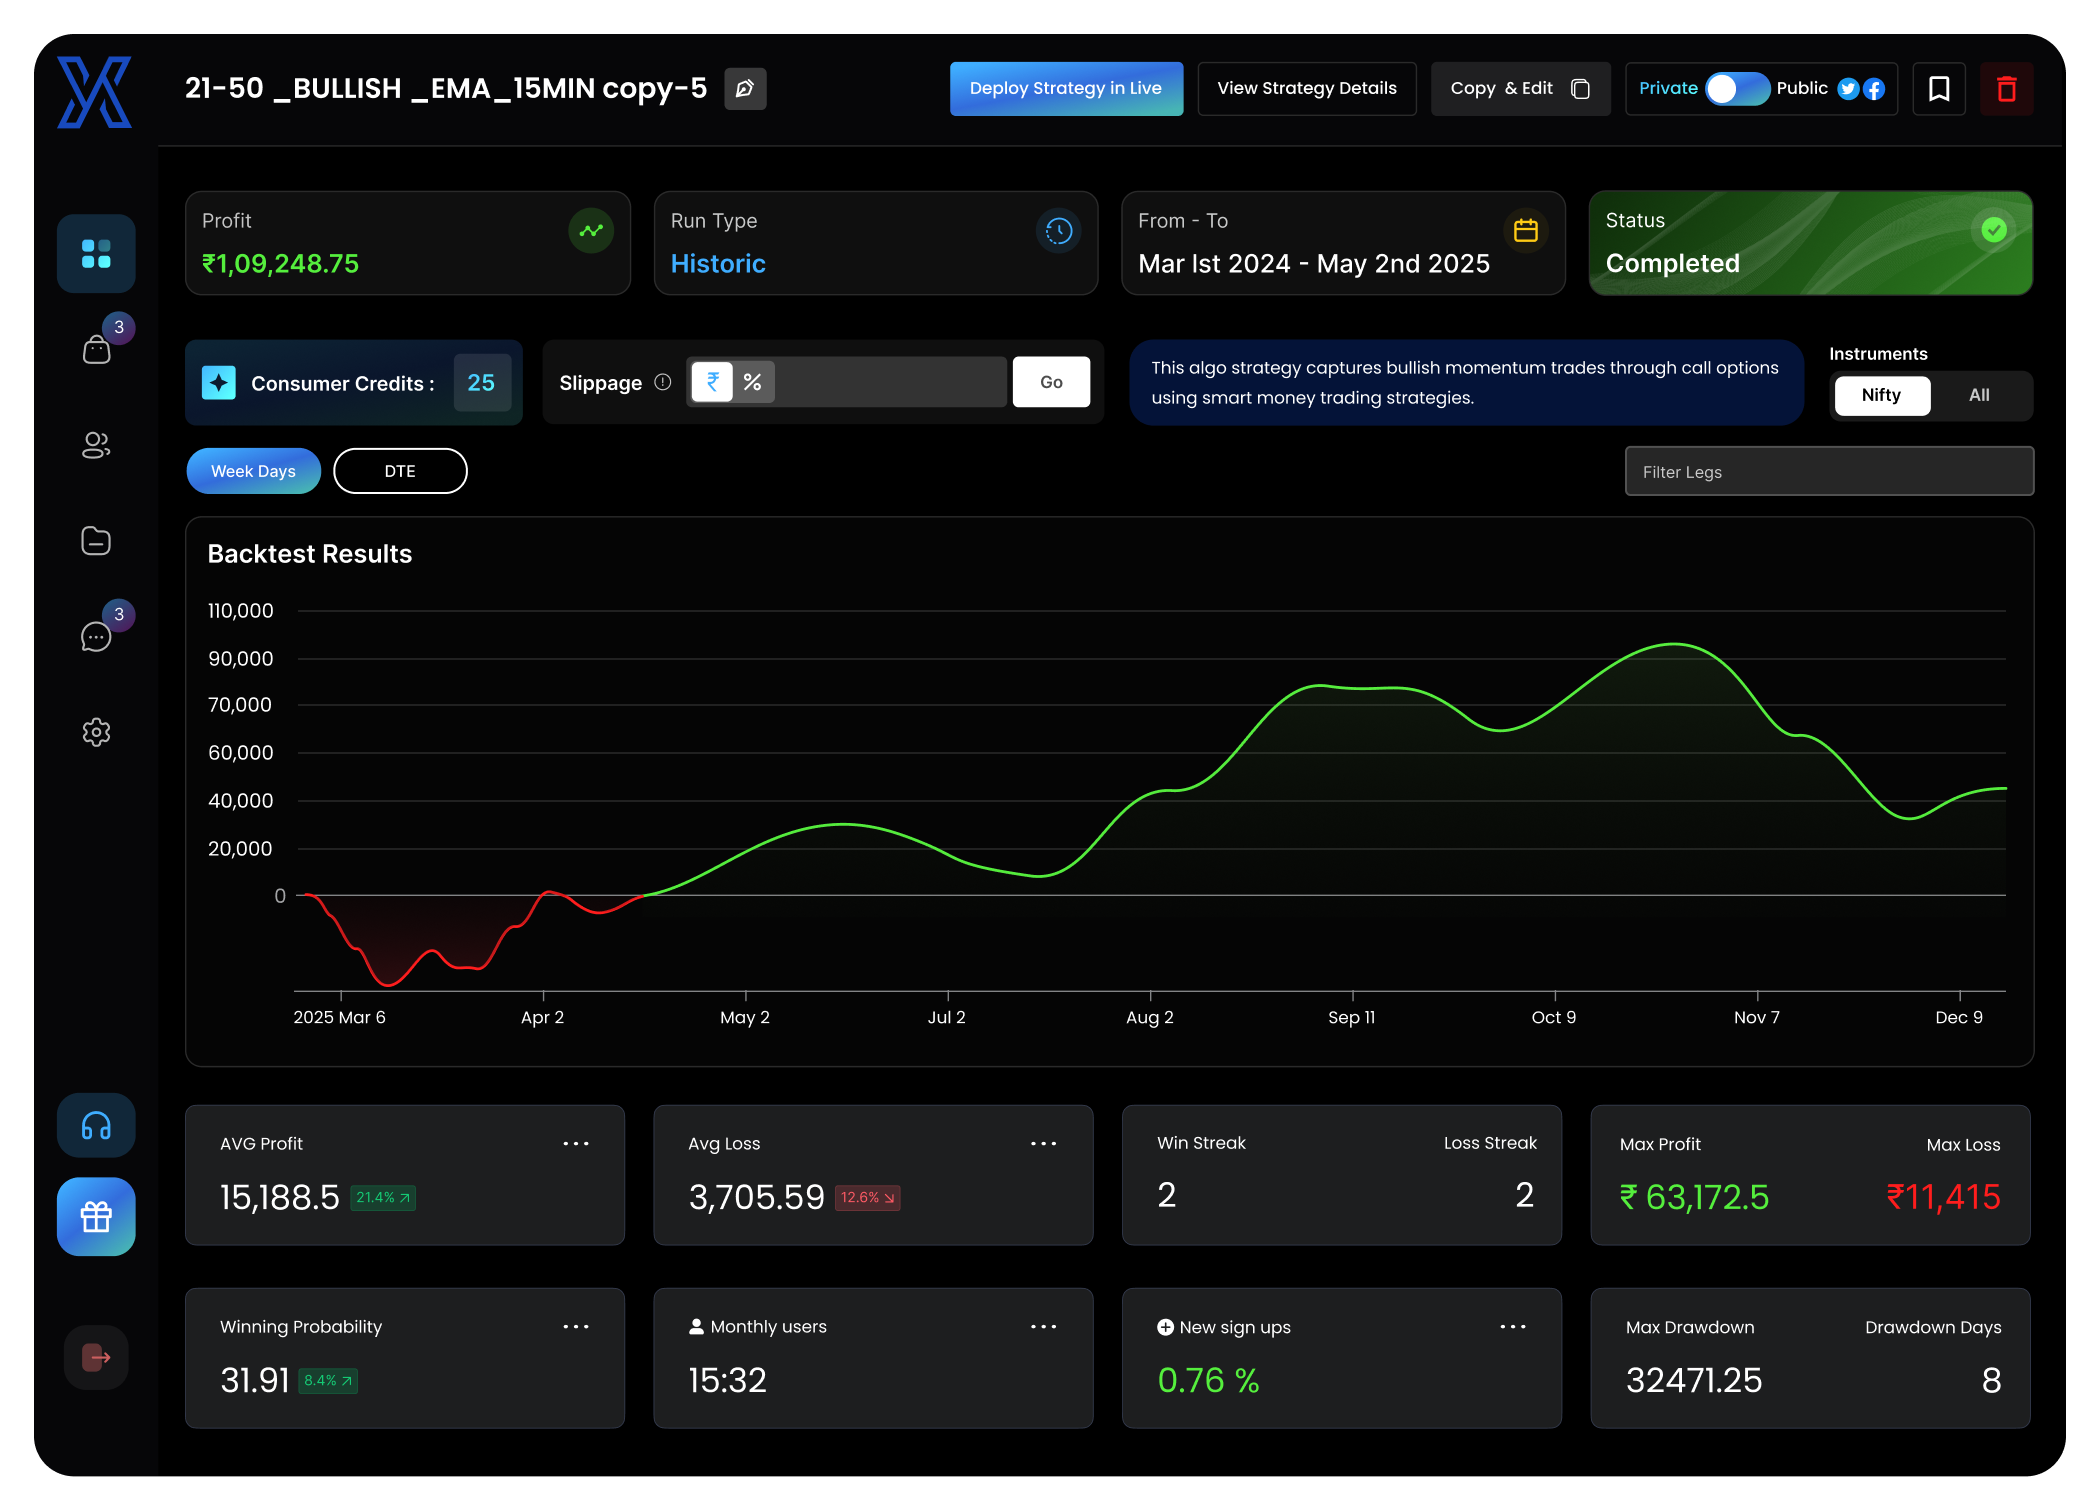 21-50 _BULLISH _EMA_15MIN copy-5
Deploy Strategy in Live
View Strategy Details
Copy & Edit
Private
Public
Profit
₹1,09,248.75
Run Type
Historic
From - To
Mar Ist 2024 - May 2nd 2025
Status
Completed
3
Consumer Credits :
25
Slippage
₹
%
Go
This algo strategy captures bullish momentum trades through call options
using smart money trading strategies.
Instruments
Nifty
All
Week Days
DTE
Filter Legs
Backtest Results
110,000
90,000
70,000
60,000
40,000
20,000
0
3
2025 Mar 6
Apr 2
May 2
Jul 2
Aug 2
Sep 11
Oct 9
Nov 7
Dec 9
AVG Profit
15,188.5
21.4%
Avg Loss
3,705.59
12.6%
Win Streak
Loss Streak
2
2
Max Profit
Max Loss
₹ 63,172.5
₹11,415
Winning Probability
31.91
8.4%
Monthly users
15:32
New sign ups
0.76 %
Max Drawdown
Drawdown Days
32471.25
8